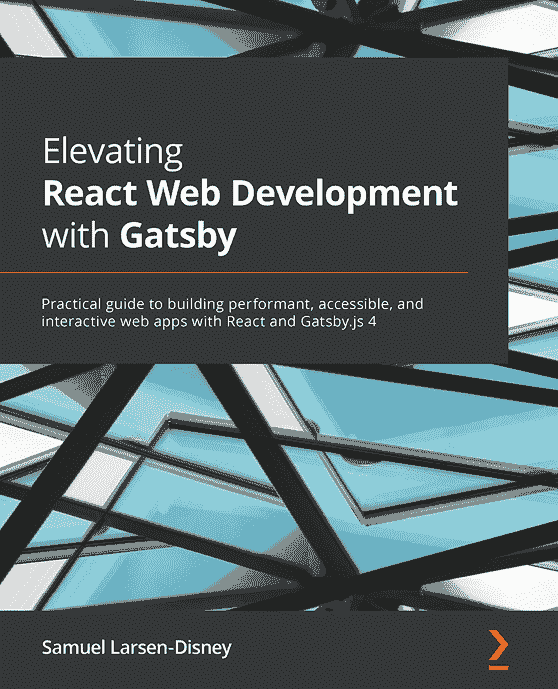 Elevating
React Web Development
with Gatsby
Practical guide to building performant, accessible, and
interactive web apps with React and Gatsby.js 4
Samuel Larsen-Disney